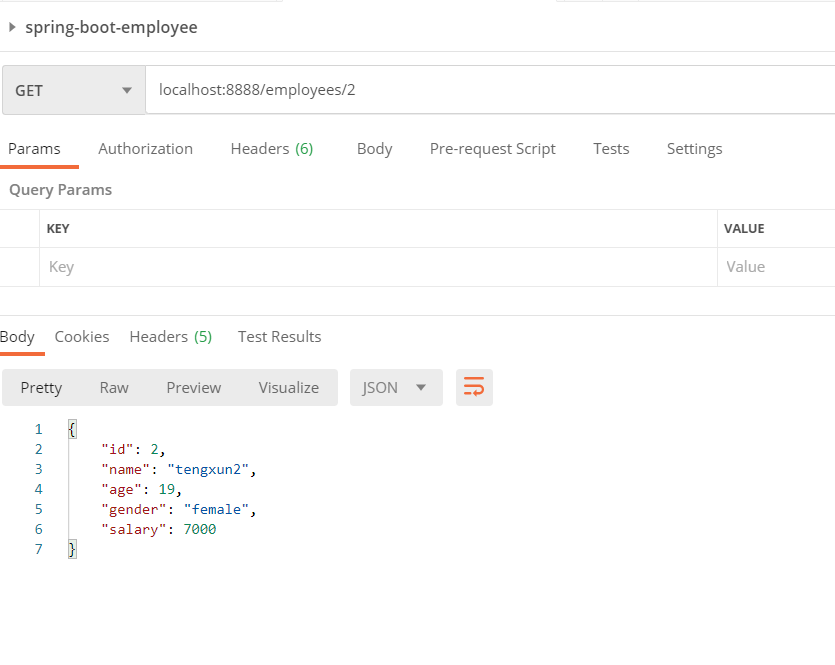 spring-boot-employee
GET localhost:8888/employees/2
Params Authorization Headers (6) Body Pre-request Script Tests Settings
Query Params
KEY VALUE
Key Value
Body Cookies Headers (5) Test Results
Pretty Raw Preview Visualize JSON
1 {
2 "id": 2,
3 "name": "tengxun2",
4 "age": 19,
5 "gender": "female",
6 "salary": 7000
7 }